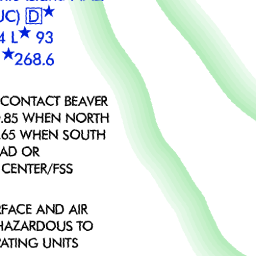 UC) D★
4 L★ 93
★268.6
CONTACT BEAVER
.85 WHEN NORTH
.65 WHEN SOUTH
AD OR
CENTER/FSS
RFACE AND AIR
HAZARDOUS TO
RATING UNITS